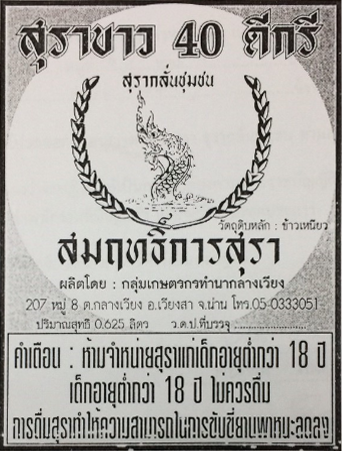 สุราขาว 40 ดีกรี
สุรากลั่นชุมชน
วัตถุดิบหลัก : ข้าวเหนียว
สมฤทธิ์การสุรา
ผลิตโดย : กลุ่มเกษตรกรทำนากลางเวียง
207 หมู่ 8 ต.กลางเวียง อ.เวียงสา จ.น่าน โทร.05-0333051
ปริมาณสุทธิ 0.625 ลิตร ว.ด.ป.ที่บรรจุ ....................
คำเตือน : ห้ามจำหน่ายสุราแก่เด็กอายุต่ำกว่า 18 ปี
เด็กอายุต่ำกว่า 18 ปี ไม่ควรดื่ม
การดื่มสุราทำให้ความสามารถในการขับขี่ยานพาหนะลดลง